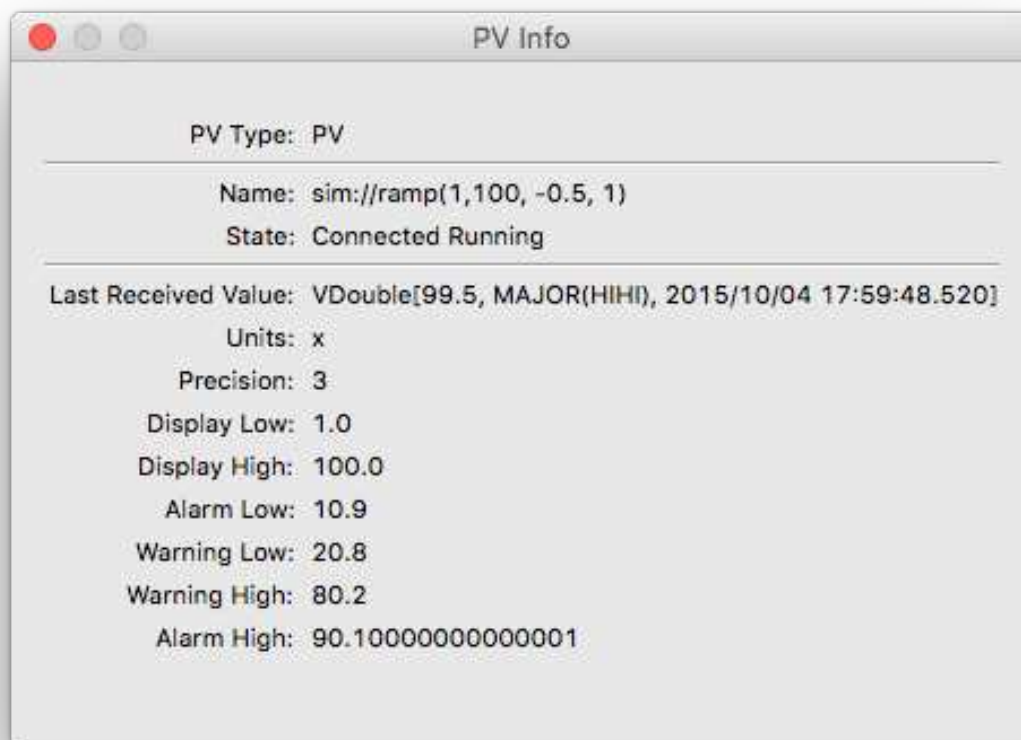 PV Info
PV Type: PV
Name: sim://ramp(1,100, -0.5, 1)
State: Connected Running
Last Received Value: VDouble[99.5, MAJOR(HIHI), 2015/10/04 17:59:48.520]
Units: x
Precision: 3
Display Low: 1.0
Display High: 100.0
Alarm Low: 10.9
Warning Low: 20.8
Warning High: 80.2
Alarm High: 90.10000000000001